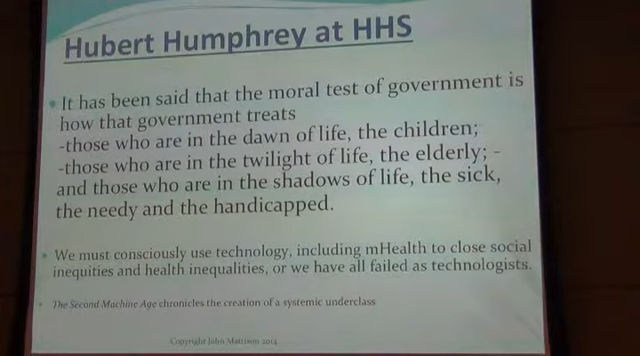 Hubert Humphrey at HHS
It has been said that the moral test of government is
how that government treats
-those who are in the dawn of life, the children;
-those who are in the twilight of life, the elderly; -
and those who are in the shadows of life, the sick,
the needy and the handicapped.
We must consciously use technology, including mHealth to close social
inequities and health inequalities, or we have all failed as technologists.
The Second Machine Age chronicles the creation of a systemic underclass
Copyright John Mattison 2014